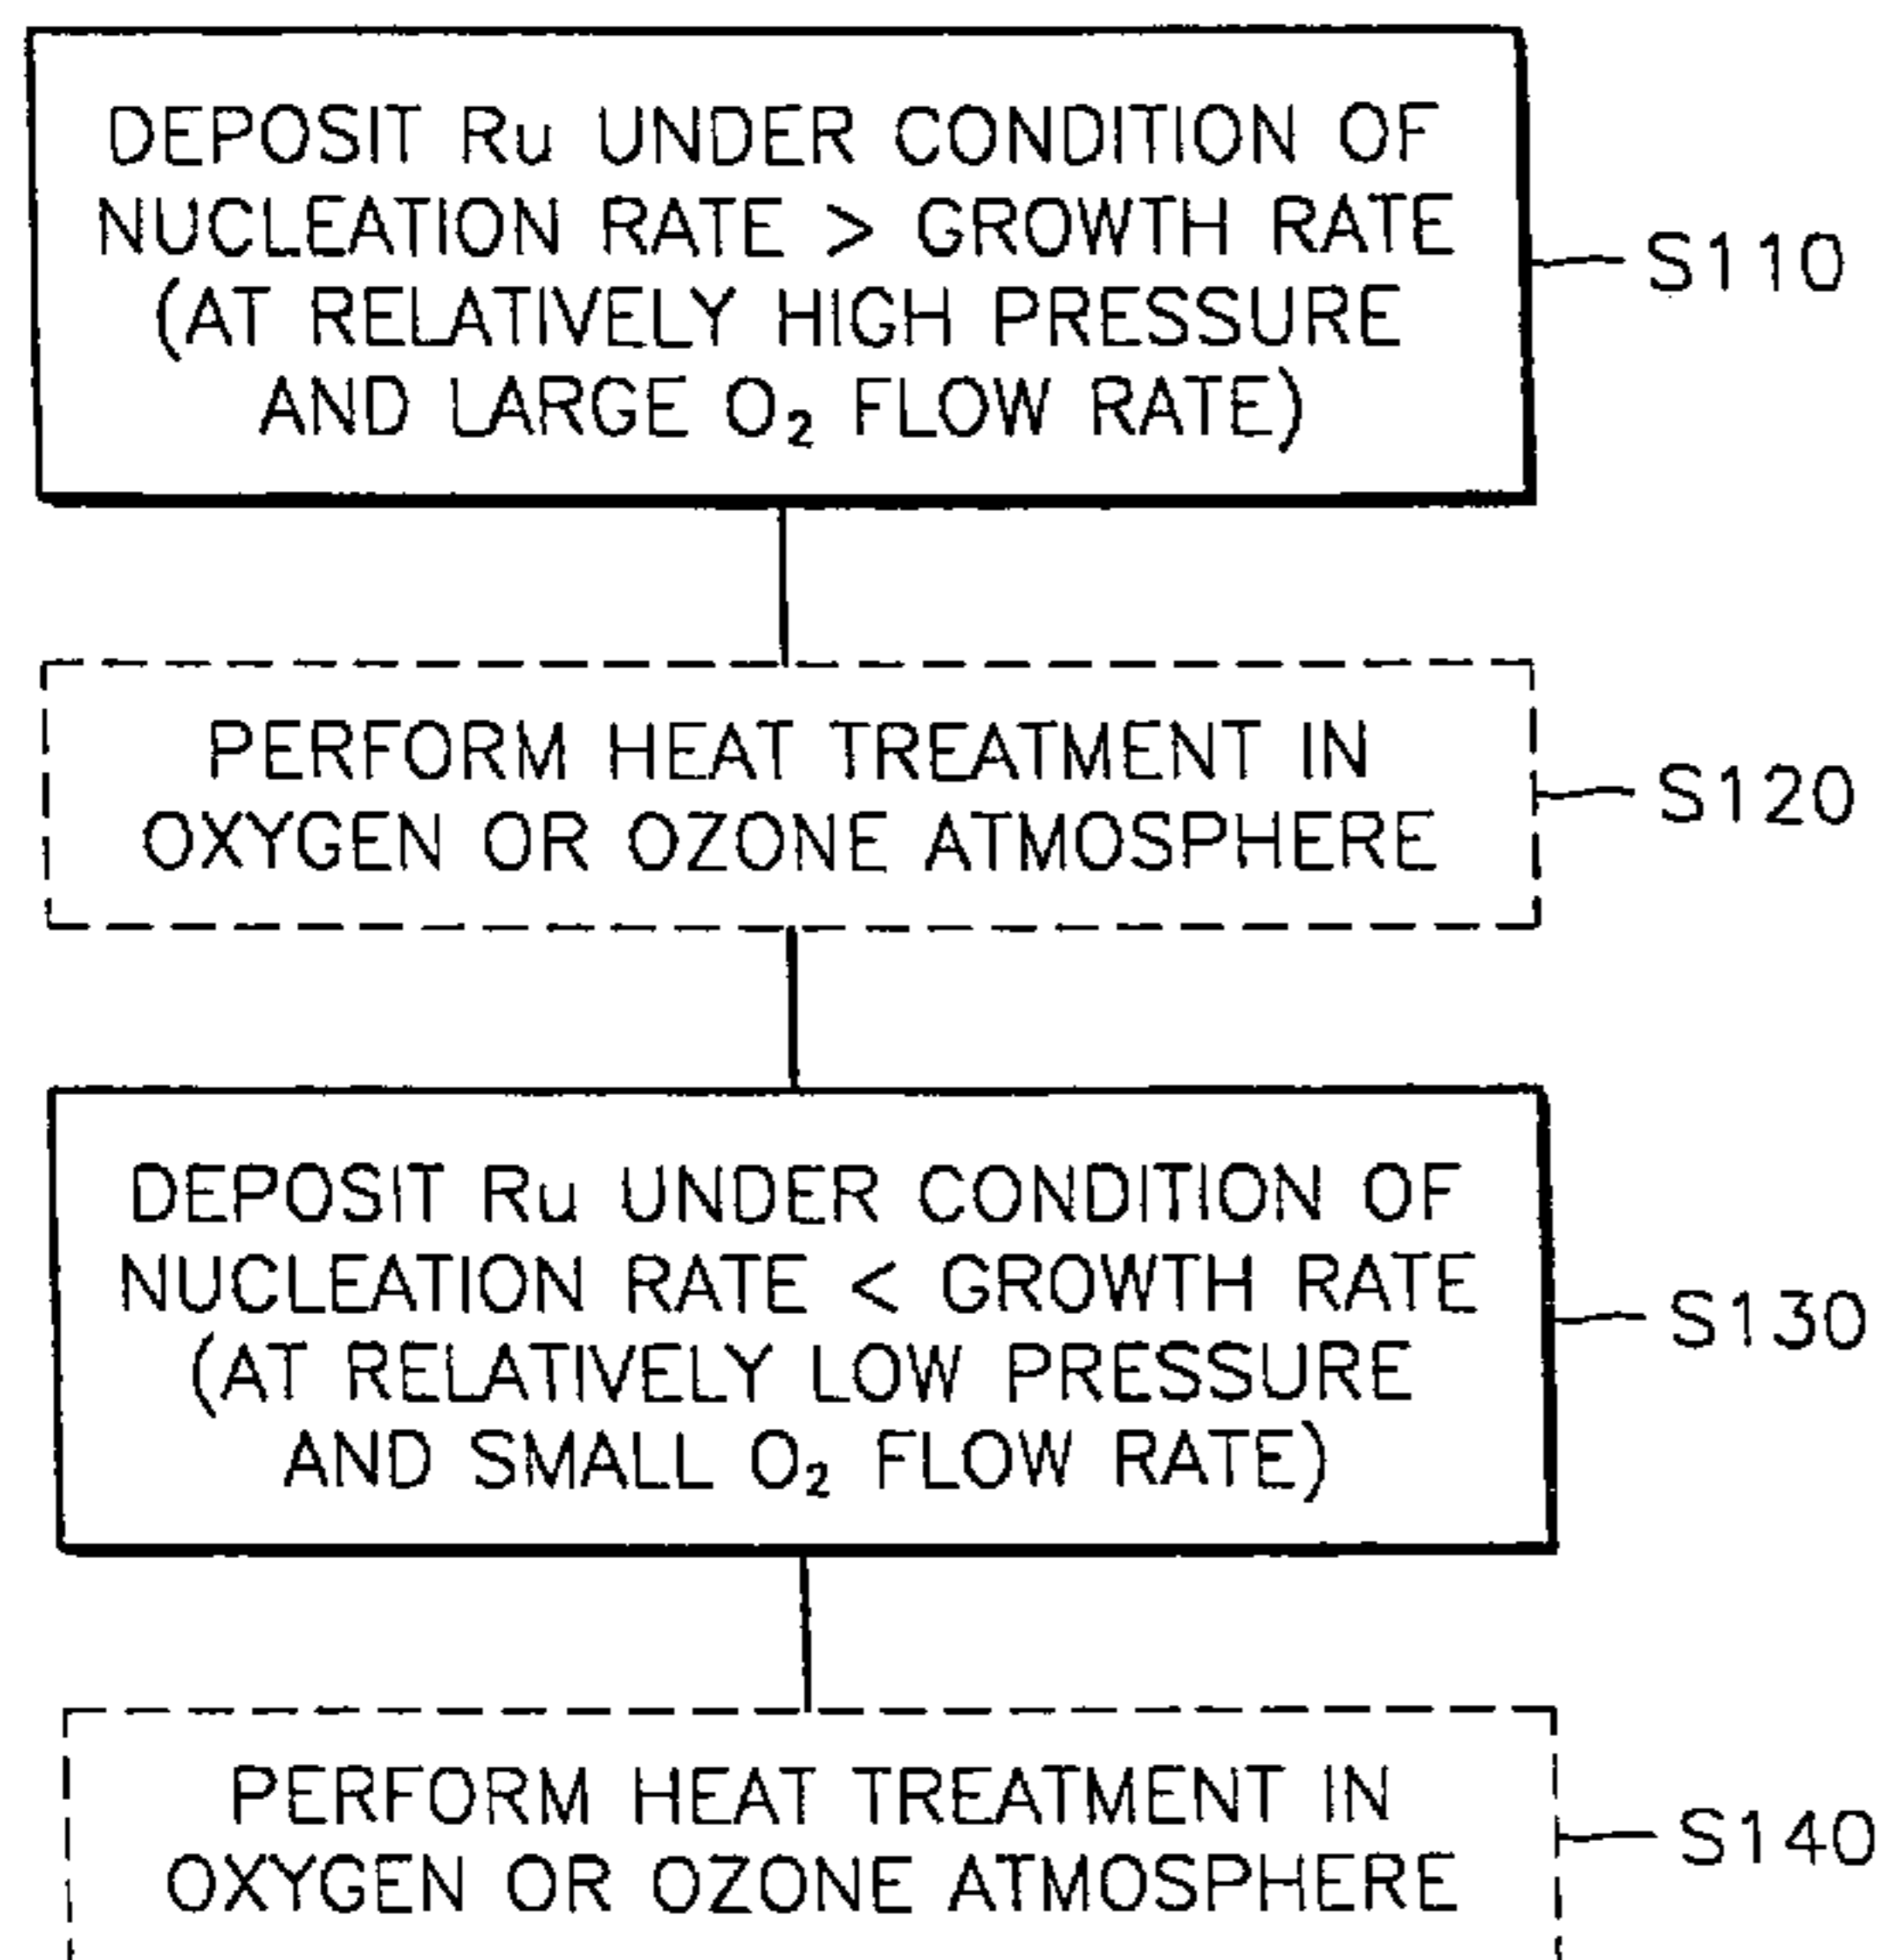 DEPOSIT Ru UNDER CONDITION OF
NUCLEATION RATE > GROWTH RATE
(AT RELATIVELY HIGH PRESSURE
AND LARGE O₂ FLOW RATE)
S110
PERFORM HEAT TREATMENT IN
OXYGEN OR OZONE ATMOSPHERE
S120
DEPOSIT Ru UNDER CONDITION OF
NUCLEATION RATE < GROWTH RATE
(AT RELATIVELY LOW PRESSURE
AND SMALL O₂ FLOW RATE)
S130
PERFORM HEAT TREATMENT IN
OXYGEN OR OZONE ATMOSPHERE
S140